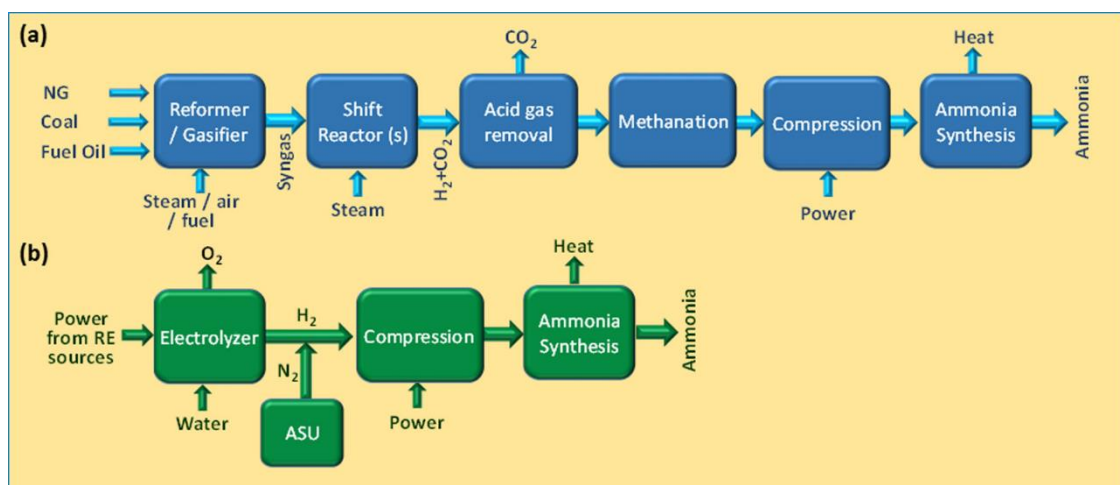 (a)
NG
Coal
Fuel Oil
Reformer
/ Gasifier
Steam / air
/ fuel
Syngas
Shift
Reactor (s)
Steam
H₂+CO₂
CO₂
Acid gas
removal
Methanation
Compression
Power
Heat
Ammonia
Synthesis
Ammonia
(b)
Power
from RE
sources
O₂
Electrolyzer
Water
H₂
N₂
ASU
Compression
Power
Heat
Ammonia
Synthesis
Ammonia